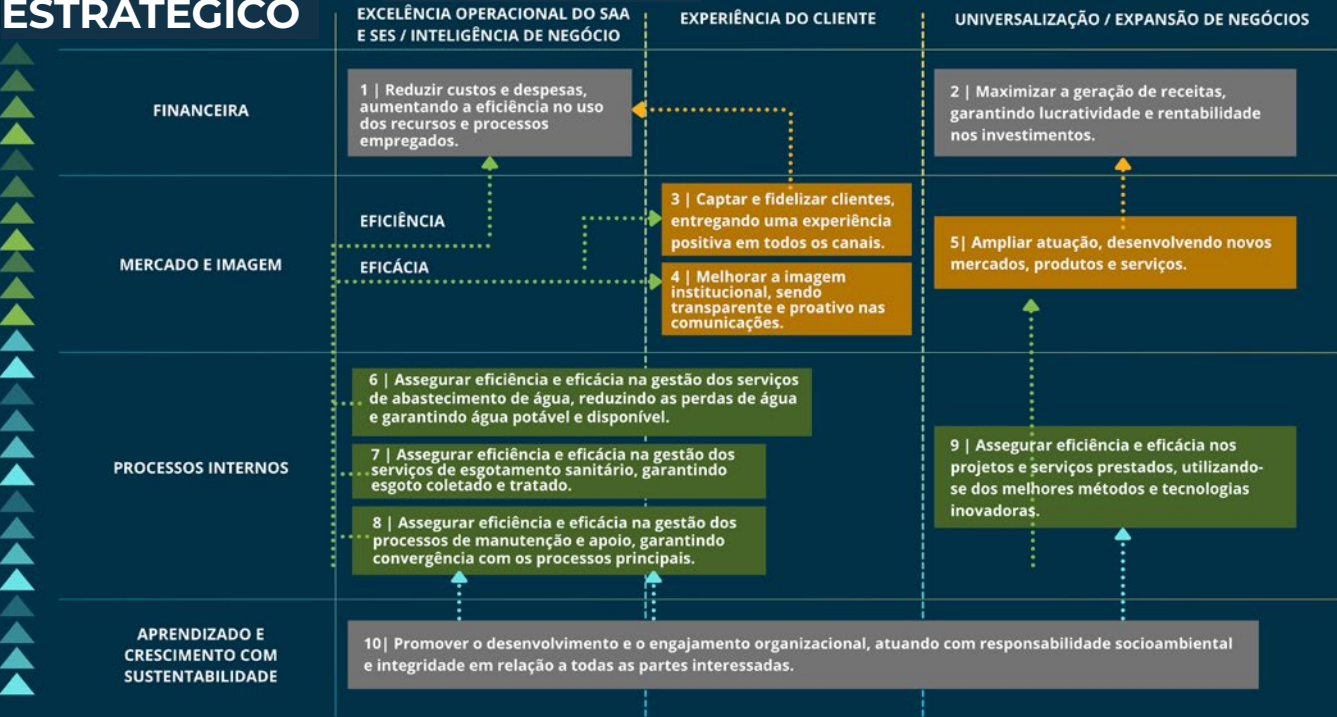 ESTRATÉGICO
EXCELÊNCIA OPERACIONAL DO SAA
E SES / INTELIGÊNCIA DE NEGÓCIO
EXPERIÊNCIA DO CLIENTE
UNIVERSALIZAÇÃO / EXPANSÃO DE NEGÓCIOS
FINANCEIRA
1 | Reduzir custos e despesas,
aumentando a eficiência no uso
dos recursos e processos
empregados.
2 | Maximizar a geração de receitas,
garantindo lucratividade e rentabilidade
nos investimentos.
MERCADO E IMAGEM
EFICIÊNCIA
EFICÁCIA
3 | Captar e fidelizar clientes,
entregando uma experiência
positiva em todos os canais.
4 | Melhorar a imagem
institucional, sendo
transparente e proativo nas
comunicações.
5| Ampliar atuação, desenvolvendo novos
mercados, produtos e serviços.
PROCESSOS INTERNOS
6 | Assegurar eficiência e eficácia na gestão dos serviços
de abastecimento de água, reduzindo as perdas de água
e garantindo água potável e disponível.
7 | Assegurar eficiência e eficácia na gestão dos
serviços de esgotamento sanitário, garantindo
esgoto coletado e tratado.
8 | Assegurar eficiência e eficácia na gestão dos
processos de manutenção e apoio, garantindo
convergência com os processos principais.
9 | Assegurar eficiência e eficácia nos
projetos e serviços prestados, utilizando-
se dos melhores métodos e tecnologias
inovadoras.
APRENDIZADO E
CRESCIMENTO COM
SUSTENTABILIDADE
10| Promover o desenvolvimento e o engajamento organizacional, atuando com responsabilidade socioambiental
e integridade em relação a todas as partes interessadas.